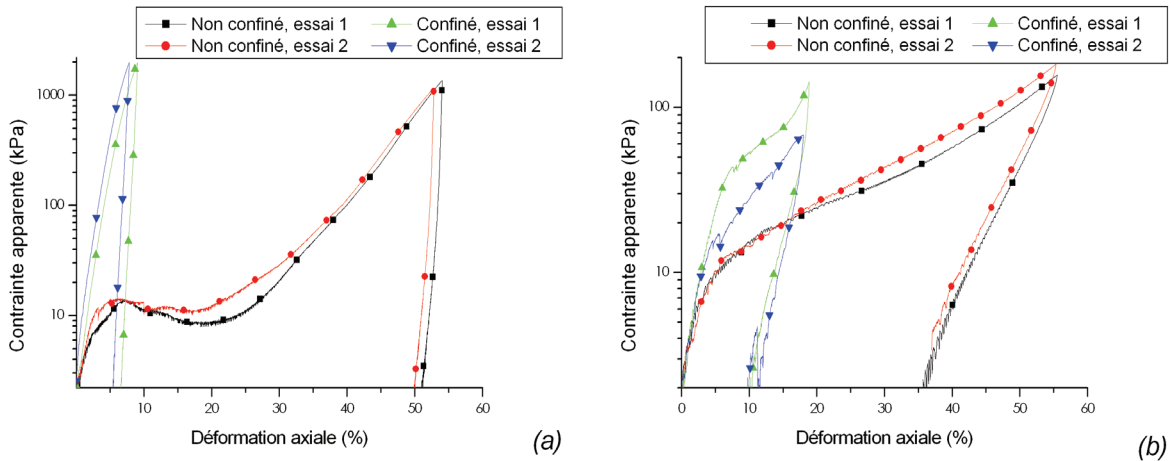 Non confiné, essai 1 Confiné, essai 1
Non confiné, essai 2 Confiné, essai 2
1000
100
10
0 10 20 30 40 50 60
Contrainte apparente (kPa)
Déformation axiale (%)
(a)
Non confiné, essai 1 Confiné, essai 1
Non confiné, essai 2 Confiné, essai 2
100
10
0 10 20 30 40 50 60
Contrainte apparente (kPa)
Déformation axiale (%)
(b)